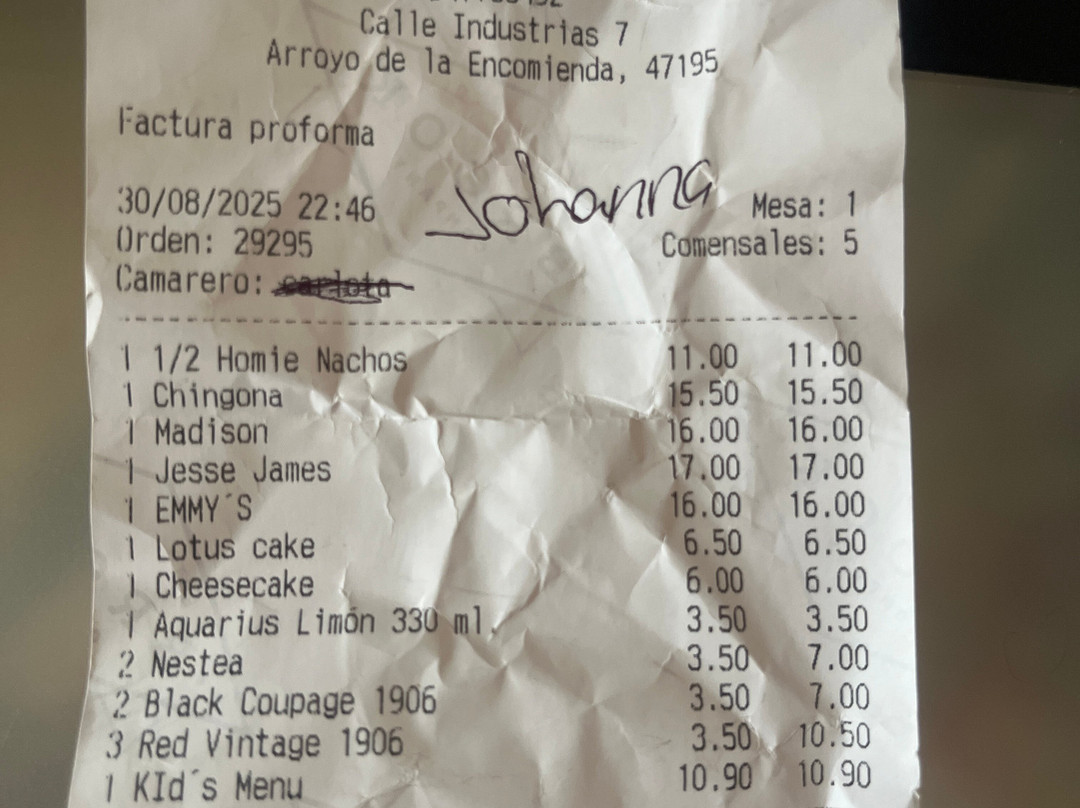 Calle Industrias 7
Arroyo de la Encomienda, 47195
Factura proforma
Johanna
30/08/2025 22:46 Mesa: 1
Orden: 29295 Comensales: 5
Camarero: carlota
1 1/2 Homie Nachos 11.00 11.00
1 Chingona 15.50 15.50
1 Madison 16.00 16.00
1 Jesse James 17.00 17.00
1 EMMY´S 16.00 16.00
1 Lotus cake 6.50 6.50
1 Cheesecake 6.00 6.00
1 Aquarius Limón 330 ml. 3.50 3.50
2 Nestea 3.50 7.00
2 Black Coupage 1906 3.50 7.00
3 Red Vintage 1906 3.50 10.50
1 KId´s Menu 10.90 10.90